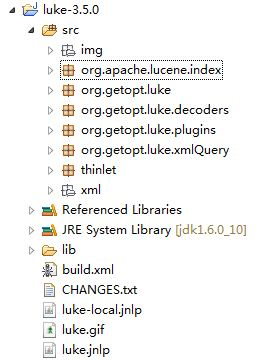 luke-3.5.0
src
img
org.apache.lucene.index
org.getopt.luke
org.getopt.luke.decoders
org.getopt.luke.plugins
org.getopt.luke.xmlQuery
thinlet
xml
Referenced Libraries
JRE System Library [jdk1.6.0_10]
lib
build.xml
CHANGES.txt
luke-local.jnlp
luke.gif
luke.jnlp